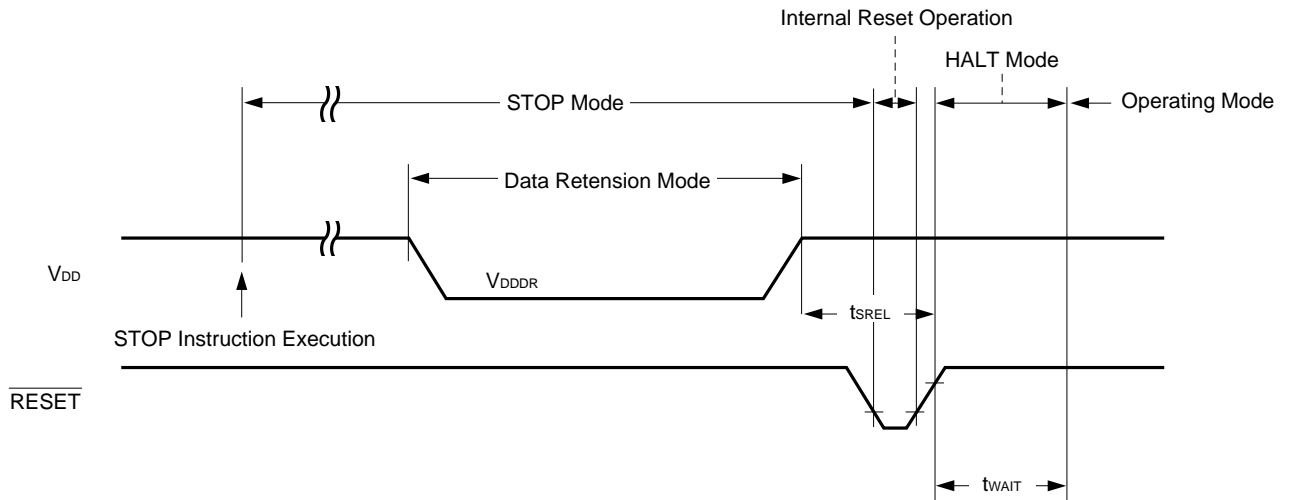 Internal Reset Operation
HALT Mode
STOP Mode
Operating Mode
Data Retension Mode
VDD
VDDDR
tSREL
STOP Instruction Execution
RESET
tWAIT